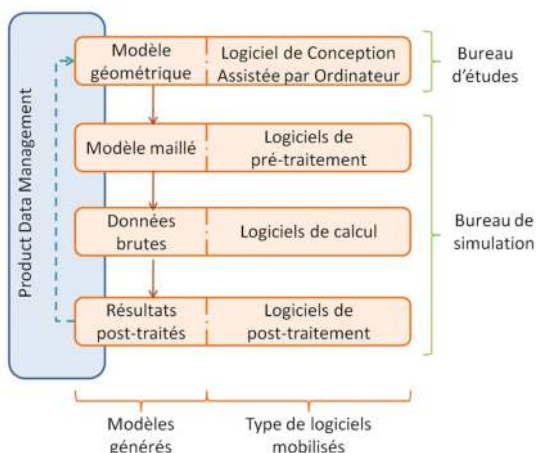 Product Data Management
Modèle
géométrique
Logiciel de Conception
Assistée par Ordinateur
Bureau
d'études
Modèle maillé
Logiciels de
pré-traitement
Données
brutes
Logiciels de calcul
Bureau de
simulation
Résultats
post-traités
Logiciels de
post-traitement
Modèles
générés
Type de logiciels
mobilisés